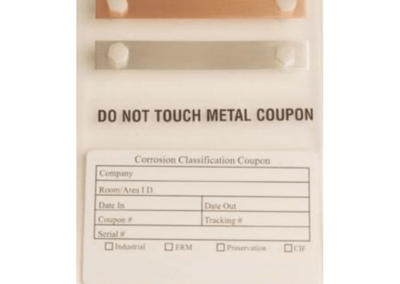 DO NOT TOUCH METAL COUPON
Corrosion Classification Coupon
Company
Room/Area I.D.
Date In Date Out
Coupon # Tracking #
Serial #
Industrial ERM Preservation CIF